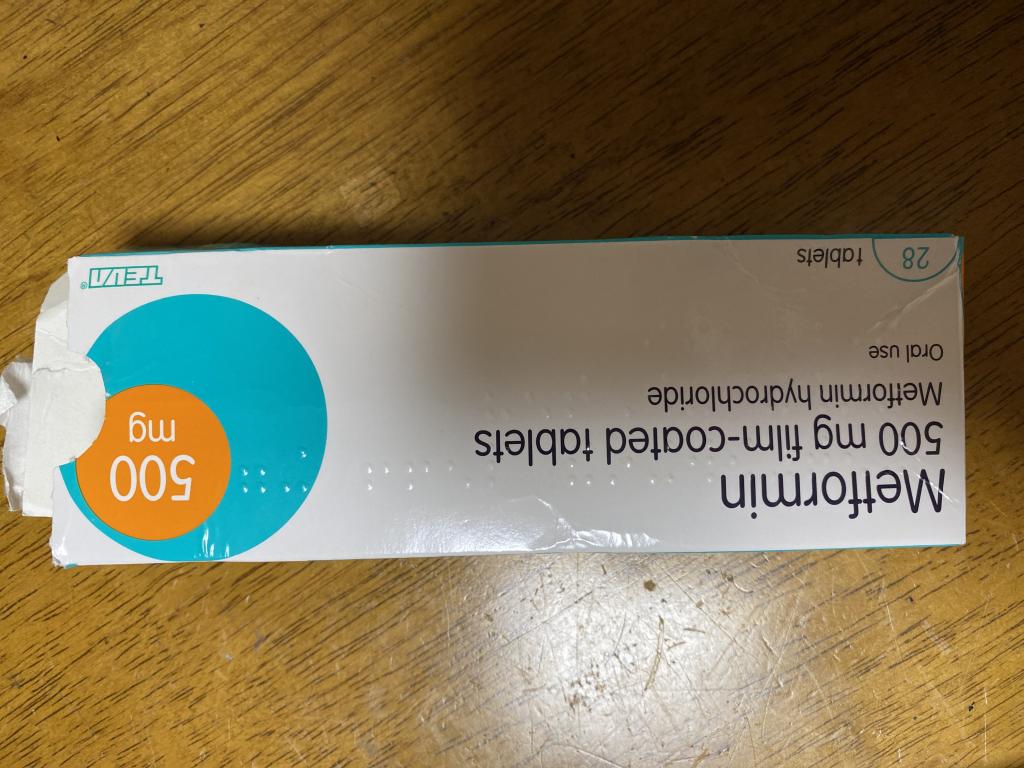 Metformin
500 mg film-coated tablets
Metformin hydrochloride
Oral use
28
tablets
500
mg
TEVA®